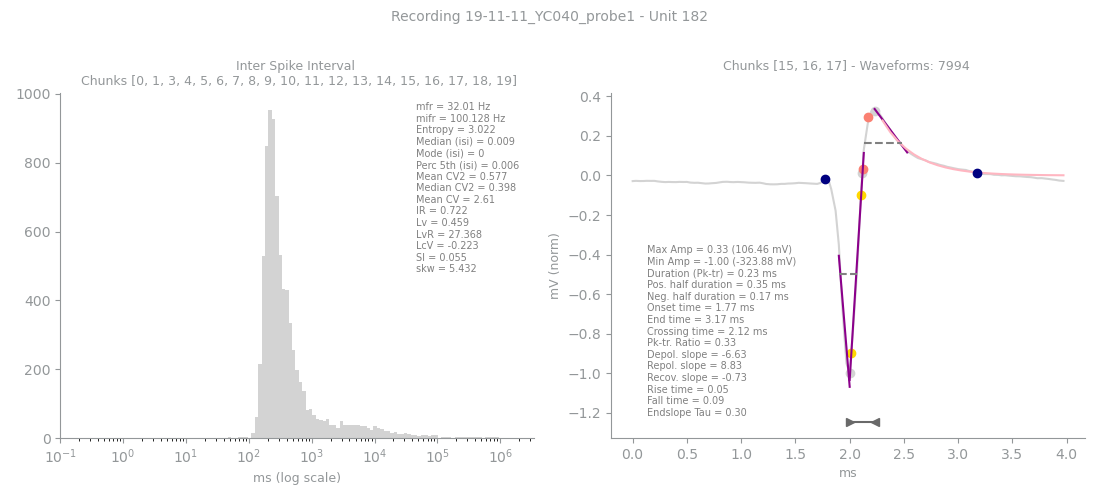 Recording 19-11-11_YC040_probe1 - Unit 182
Inter Spike Interval
Chunks [0, 1, 3, 4, 5, 6, 7, 8, 9, 10, 11, 12, 13, 14, 15, 16, 17, 18, 19]
1000
800
600
400
200
0
10⁻¹
10⁰
10¹
10²
10³
10⁴
10⁵
10⁶
ms (log scale)
mfr = 32.01 Hz
mifr = 100.128 Hz
Entropy = 3.022
Median (isi) = 0.009
Mode (isi) = 0
Perc 5th (isi) = 0.006
Mean CV2 = 0.577
Median CV2 = 0.398
Mean CV = 2.61
IR = 0.722
Lv = 0.459
LvR = 27.368
LcV = -0.223
SI = 0.055
skw = 5.432
Chunks [15, 16, 17] - Waveforms: 7994
mV (norm)
0.4
0.2
0.0
−0.2
−0.4
−0.6
−0.8
−1.0
−1.2
Max Amp = 0.33 (106.46 mV)
Min Amp = -1.00 (-323.88 mV)
Duration (Pk-tr) = 0.23 ms
Pos. half duration = 0.35 ms
Neg. half duration = 0.17 ms
Onset time = 1.77 ms
End time = 3.17 ms
Crossing time = 2.12 ms
Pk-tr. Ratio = 0.33
Depol. slope = -6.63
Repol. slope = 8.83
Recov. slope = -0.73
Rise time = 0.05
Fall time = 0.09
Endslope Tau = 0.30
0.0
0.5
1.0
1.5
2.0
2.5
3.0
3.5
4.0
ms